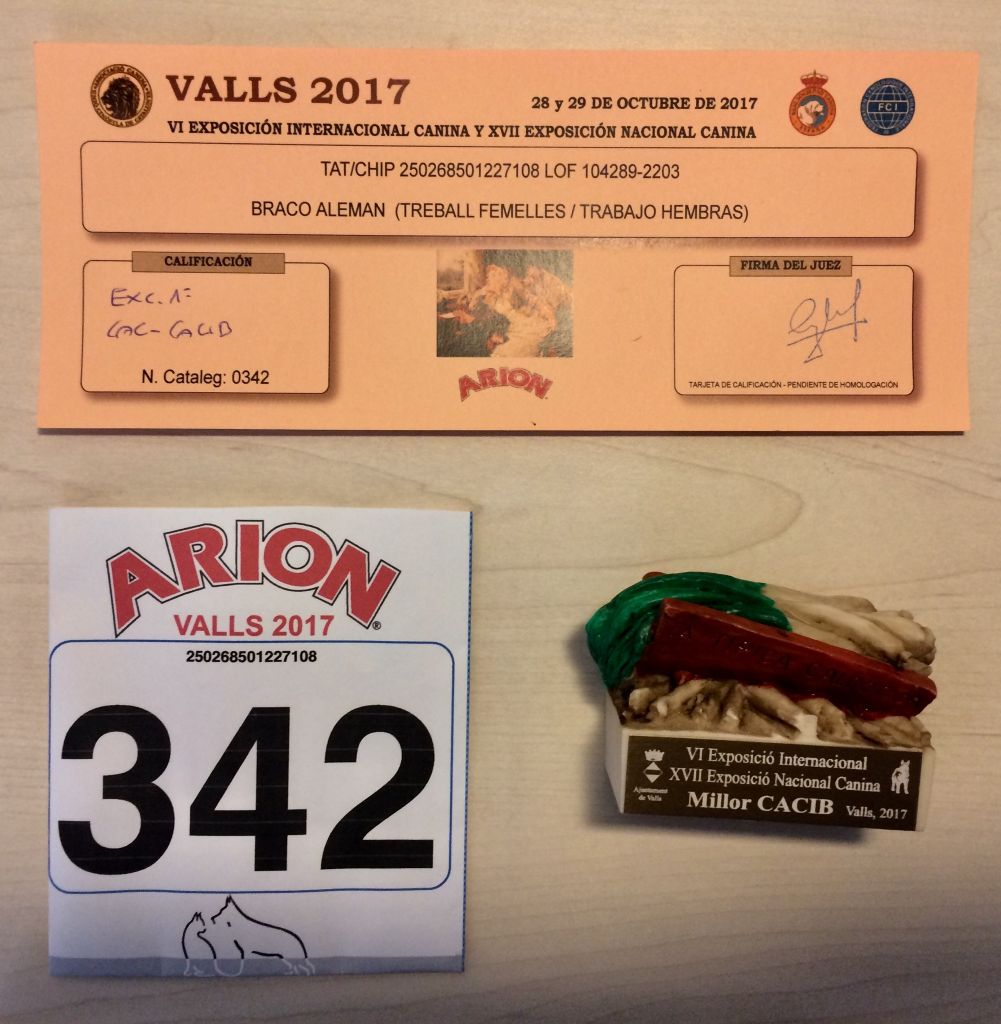 VALLS 2017
28 y 29 DE OCTUBRE DE 2017
VI EXPOSICIÓN INTERNACIONAL CANINA Y XVII EXPOSICIÓN NACIONAL CANINA
FCI
TAT/CHIP 250268501227108 LOF 104289-2203
BRACO ALEMAN (TREBALL FEMELLES / TRABAJO HEMBRAS)
CALIFICACIÓN
EXC. 1ª
CAC-CACIB
N. Cataleg: 0342
ARION
FIRMA DEL JUEZ
TARJETA DE CALIFICACIÓN - PENDIENTE DE HOMOLOGACIÓN
ARION®
VALLS 2017
250268501227108
342
VI Exposició Internacional
XVII Exposició Nacional Canina
Millor CACIB Valls, 2017
Ajuntament
de Valls